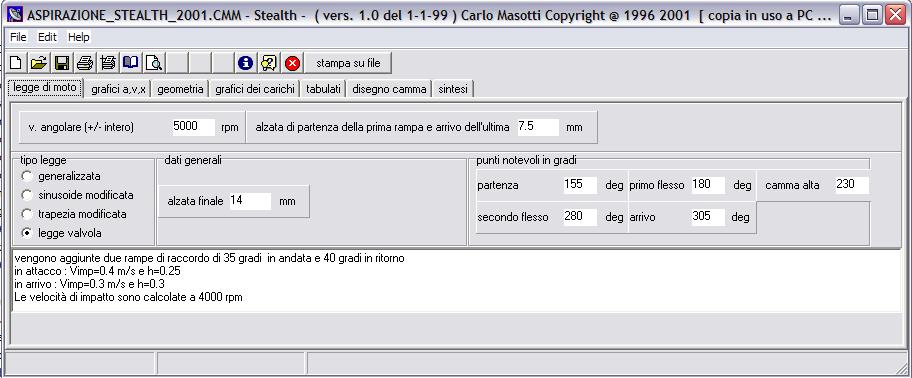 ASPIRAZIONE_STEALTH_2001.CMM - Stealth - ( vers. 1.0 del 1-1-99 ) Carlo Masotti Copyright @ 1996 2001 [ copia in uso a PC ...
File Edit Help
stampa su file
legge di moto grafici a,v,x geometria grafici dei carichi tabulati disegno camma sintesi
v. angolare (+/- intero) 5000 rpm alzata di partenza della prima rampa e arrivo dell'ultima 7.5 mm
tipo legge dati generali punti notevoli in gradi
generalizzata
sinusoide modificata
trapezia modificata
legge valvola
alzata finale 14 mm
partenza 155 deg primo flesso 180 deg camma alta 230
secondo flesso 280 deg arrivo 305 deg
vengono aggiunte due rampe di raccordo di 35 gradi in andata e 40 gradi in ritorno
in attacco : Vimp=0.4 m/s e h=0.25
in arrivo : Vimp=0.3 m/s e h=0.3
Le velocità di impatto sono calcolate a 4000 rpm